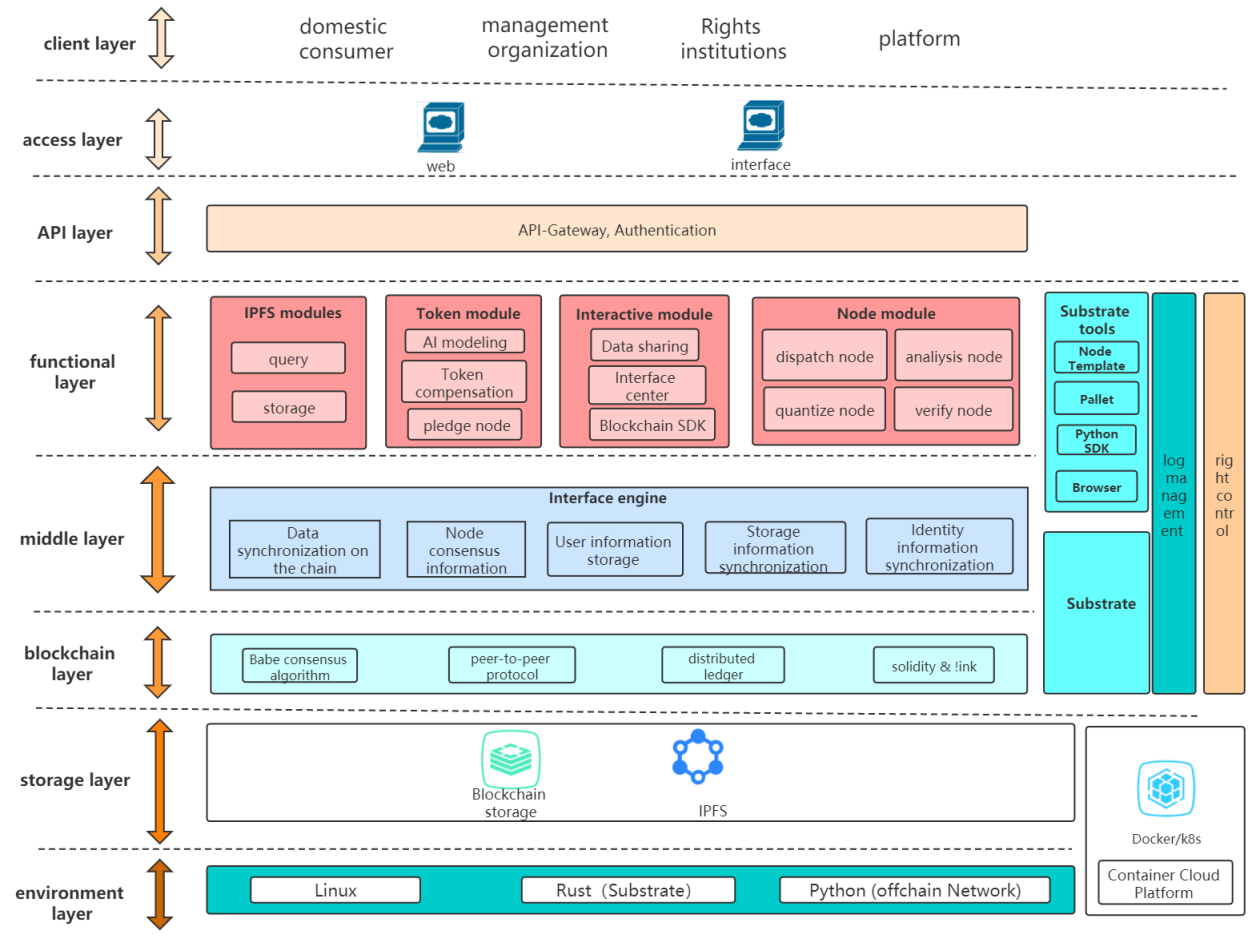 client layer
domestic
consumer
management
organization
Rights
institutions
platform
access layer
web
interface
API layer
API-Gateway, Authentication
functional
layer
IPFS modules
query
storage
Token module
AI modeling
Token
compensation
pledge node
Interactive module
Data sharing
Interface
center
Blockchain SDK
Node module
dispatch node
analiysis node
quantize node
verify node
Substrate
tools
Node
Template
Pallet
Python
SDK
Browser
log
ma
nag
em
ent
rig
ht
co
ntr
ol
middle layer
Interface engine
Data
synchronization on
the chain
Node
consensus
information
User information
storage
Storage
information
synchronization
Identity
information
synchronization
Substrate
blockchain
layer
Babe consensus
algorithm
peer-to-peer
protocol
distributed
ledger
solidity & !ink
storage layer
Blockchain
storage
IPFS
Docker/k8s
Container Cloud
Platform
environment
layer
Linux
Rust（Substrate）
Python (offchain Network)